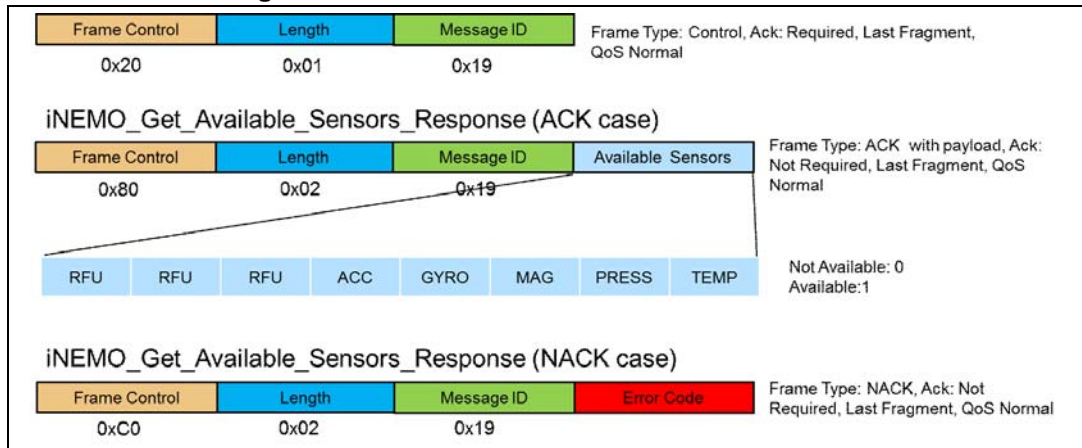 Frame Control Length Message ID
Frame Type: Control, Ack: Required, Last Fragment,
QoS Normal
0x20 0x01 0x19
iNEMO_Get_Available_Sensors_Response (ACK case)
Frame Control Length Message ID Available Sensors
Frame Type: ACK with payload, Ack:
Not Required, Last Fragment, QoS
Normal
0x80 0x02 0x19
RFU RFU RFU ACC GYRO MAG PRESS TEMP
Not Available: 0
Available:1
iNEMO_Get_Available_Sensors_Response (NACK case)
Frame Control Length Message ID Error Code
Frame Type: NACK, Ack: Not
Required, Last Fragment, QoS Normal
0xC0 0x02 0x19